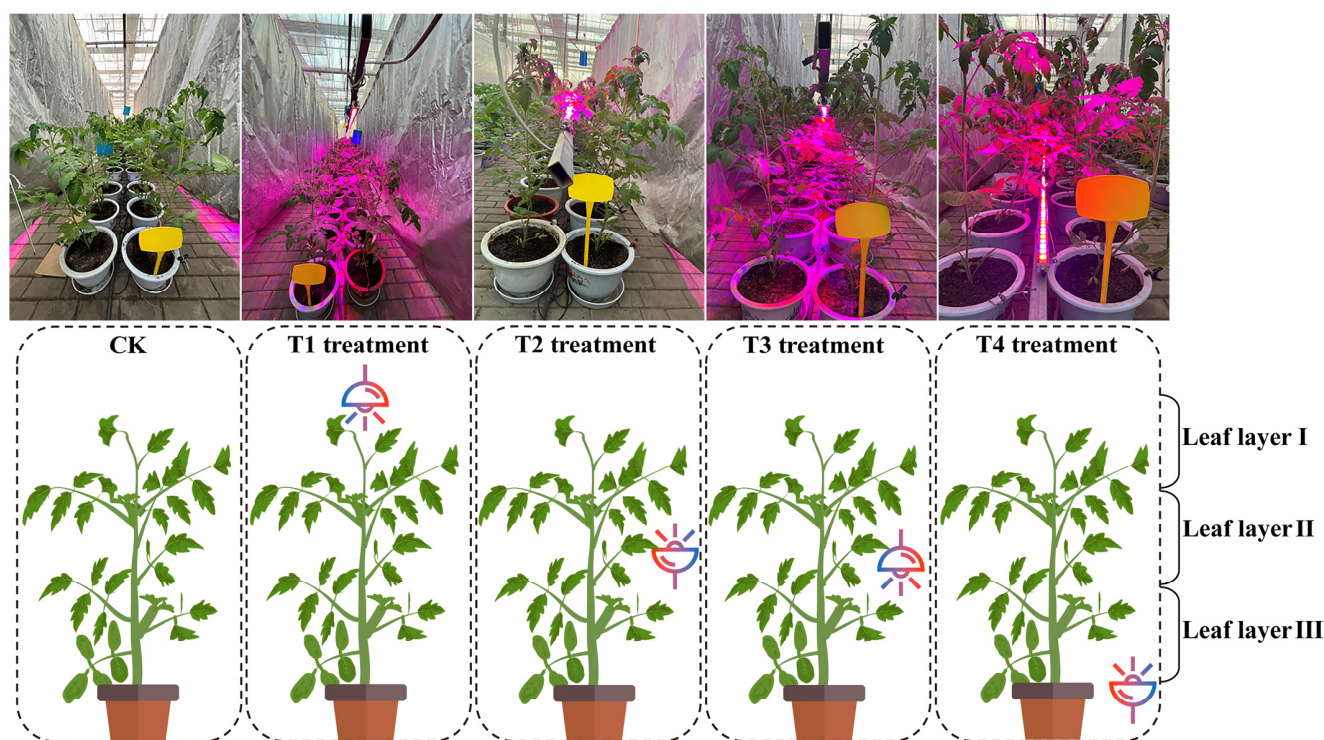 CK
T1 treatment
T2 treatment
T3 treatment
T4 treatment
Leaf layer I
Leaf layer II
Leaf layer III